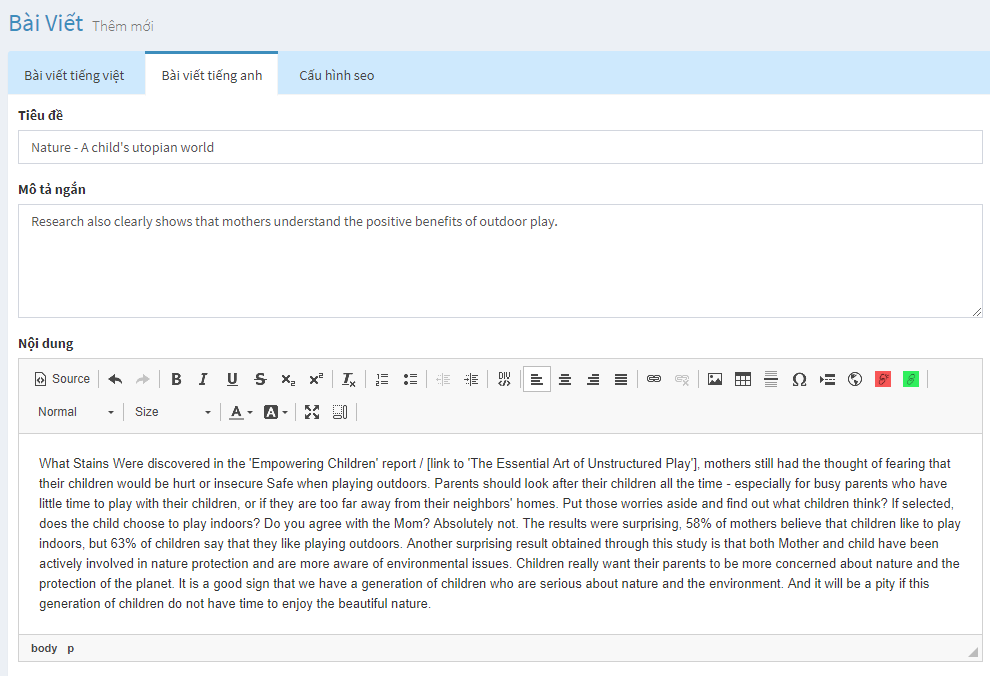 Bài Viết Thêm mới
Bài viết tiếng việt Bài viết tiếng anh Cấu hình seo
Tiêu đề
Nature - A child's utopian world
Mô tả ngắn
Research also clearly shows that mothers understand the positive benefits of outdoor play.
Nội dung
Source B I U S x₂ x² Tx DIV Ω
Normal Size A A
What Stains Were discovered in the 'Empowering Children' report / [link to 'The Essential Art of Unstructured Play'], mothers still had the thought of fearing that
their children would be hurt or insecure Safe when playing outdoors. Parents should look after their children all the time - especially for busy parents who have
little time to play with their children, or if they are too far away from their neighbors' homes. Put those worries aside and find out what children think? If selected,
does the child choose to play indoors? Do you agree with the Mom? Absolutely not. The results were surprising, 58% of mothers believe that children like to play
indoors, but 63% of children say that they like playing outdoors. Another surprising result obtained through this study is that both Mother and child have been
actively involved in nature protection and are more aware of environmental issues. Children really want their parents to be more concerned about nature and the
protection of the planet. It is a good sign that we have a generation of children who are serious about nature and the environment. And it will be a pity if this
generation of children do not have time to enjoy the beautiful nature.
body p